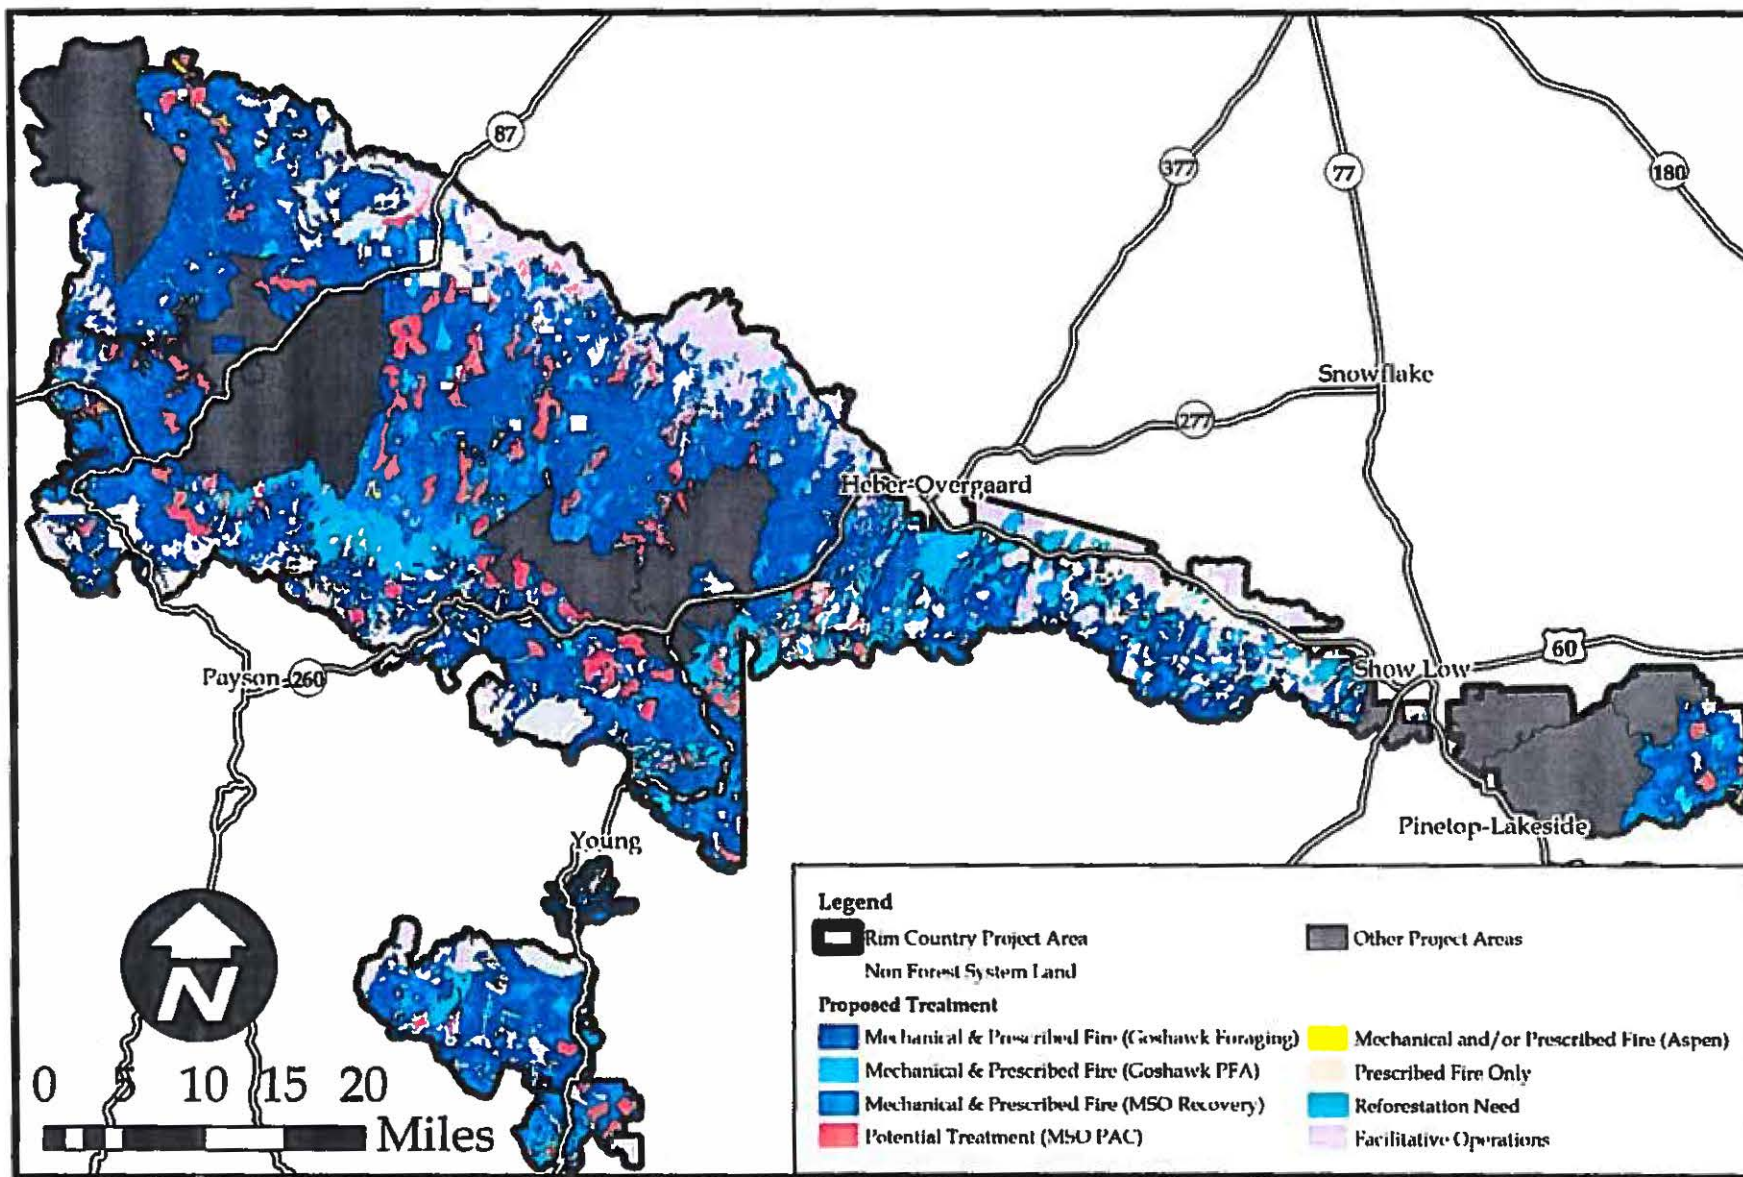 87
377
77
180
Snowflake
277
Heber-Overgaard
Payson
260
Show Low
60
Pinetop-Lakeside
Young
N
0 10 15 20
Miles
Legend
Rim Country Project Area
Other Project Areas
Non Forest System Land
Proposed Treatment
Mechanical & Prescribed Fire (Goshawk Foraging)
Mechanical and/or Prescribed Fire (Aspen)
Mechanical & Prescribed Fire (Goshawk PFA)
Prescribed Fire Only
Mechanical & Prescribed Fire (MSO Recovery)
Reforestation Need
Potential Treatment (MSO PAC)
Facilitative Operations